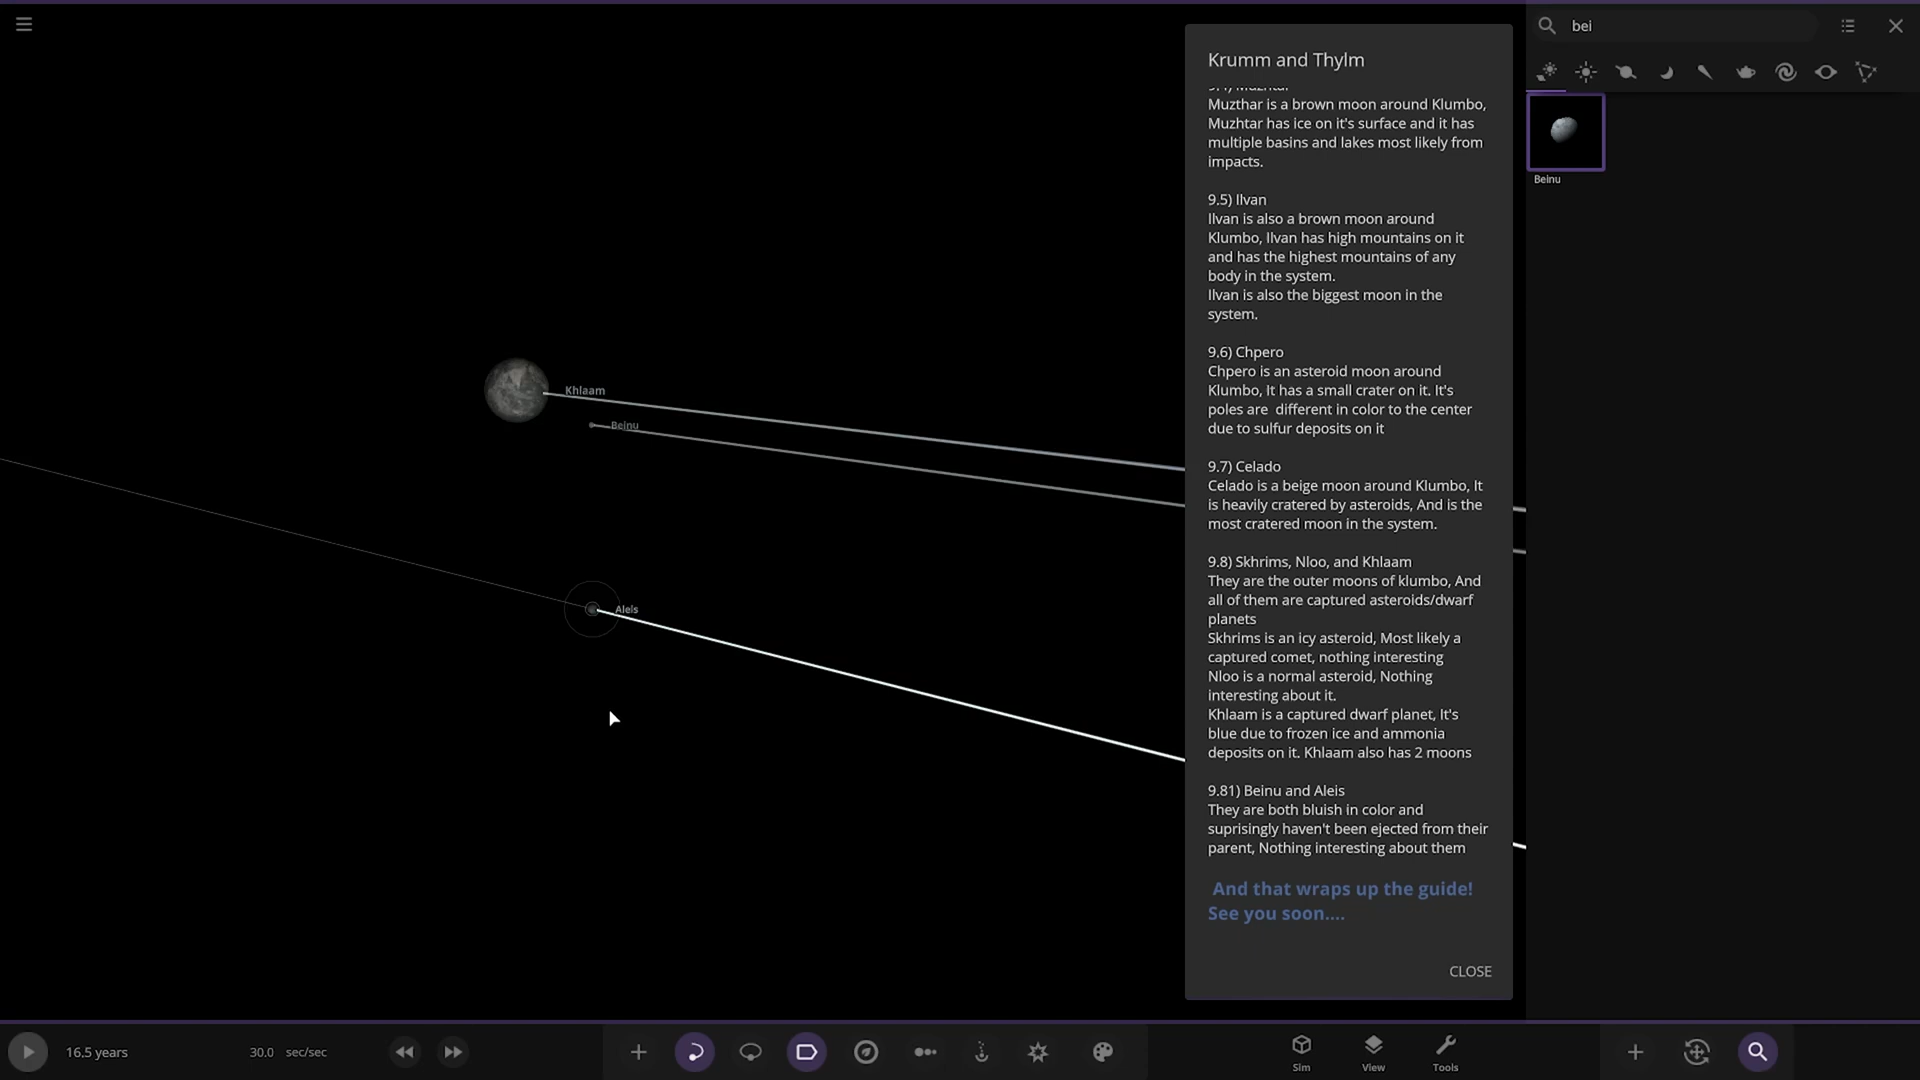 bei
Krumm and Thylm
Muzthar is a brown moon around Klumbo,
Muzhtar has ice on it's surface and it has
multiple basins and lakes most likely from
impacts.
9.5) Ilvan
Ilvan is also a brown moon around
Klumbo, Ilvan has high mountains on it
and has the highest mountains of any
body in the system.
Ilvan is also the biggest moon in the
system.
9.6) Chpero
Chpero is an asteroid moon around
Klumbo, It has a small crater on it. It's
poles are  different in color to the center
due to sulfur deposits on it
9.7) Celado
Celado is a beige moon around Klumbo, It
is heavily cratered by asteroids, And is the
most cratered moon in the system.
9.8) Skhrims, Nloo, and Khlaam
They are the outer moons of klumbo, And
all of them are captured asteroids/dwarf
planets
Skhrims is an icy asteroid, Most likely a
captured comet, nothing interesting
Nloo is a normal asteroid, Nothing
interesting about it.
Khlaam is a captured dwarf planet, It's
blue due to frozen ice and ammonia
deposits on it. Khlaam also has 2 moons
9.81) Beinu and Aleis
They are both bluish in color and
suprisingly haven't been ejected from their
parent, Nothing interesting about them
And that wraps up the guide!
See you soon....
CLOSE
Beinu
Khlaam
Beinu
Aleis
16.5 years
30.0 sec/sec
Sim
View
Tools